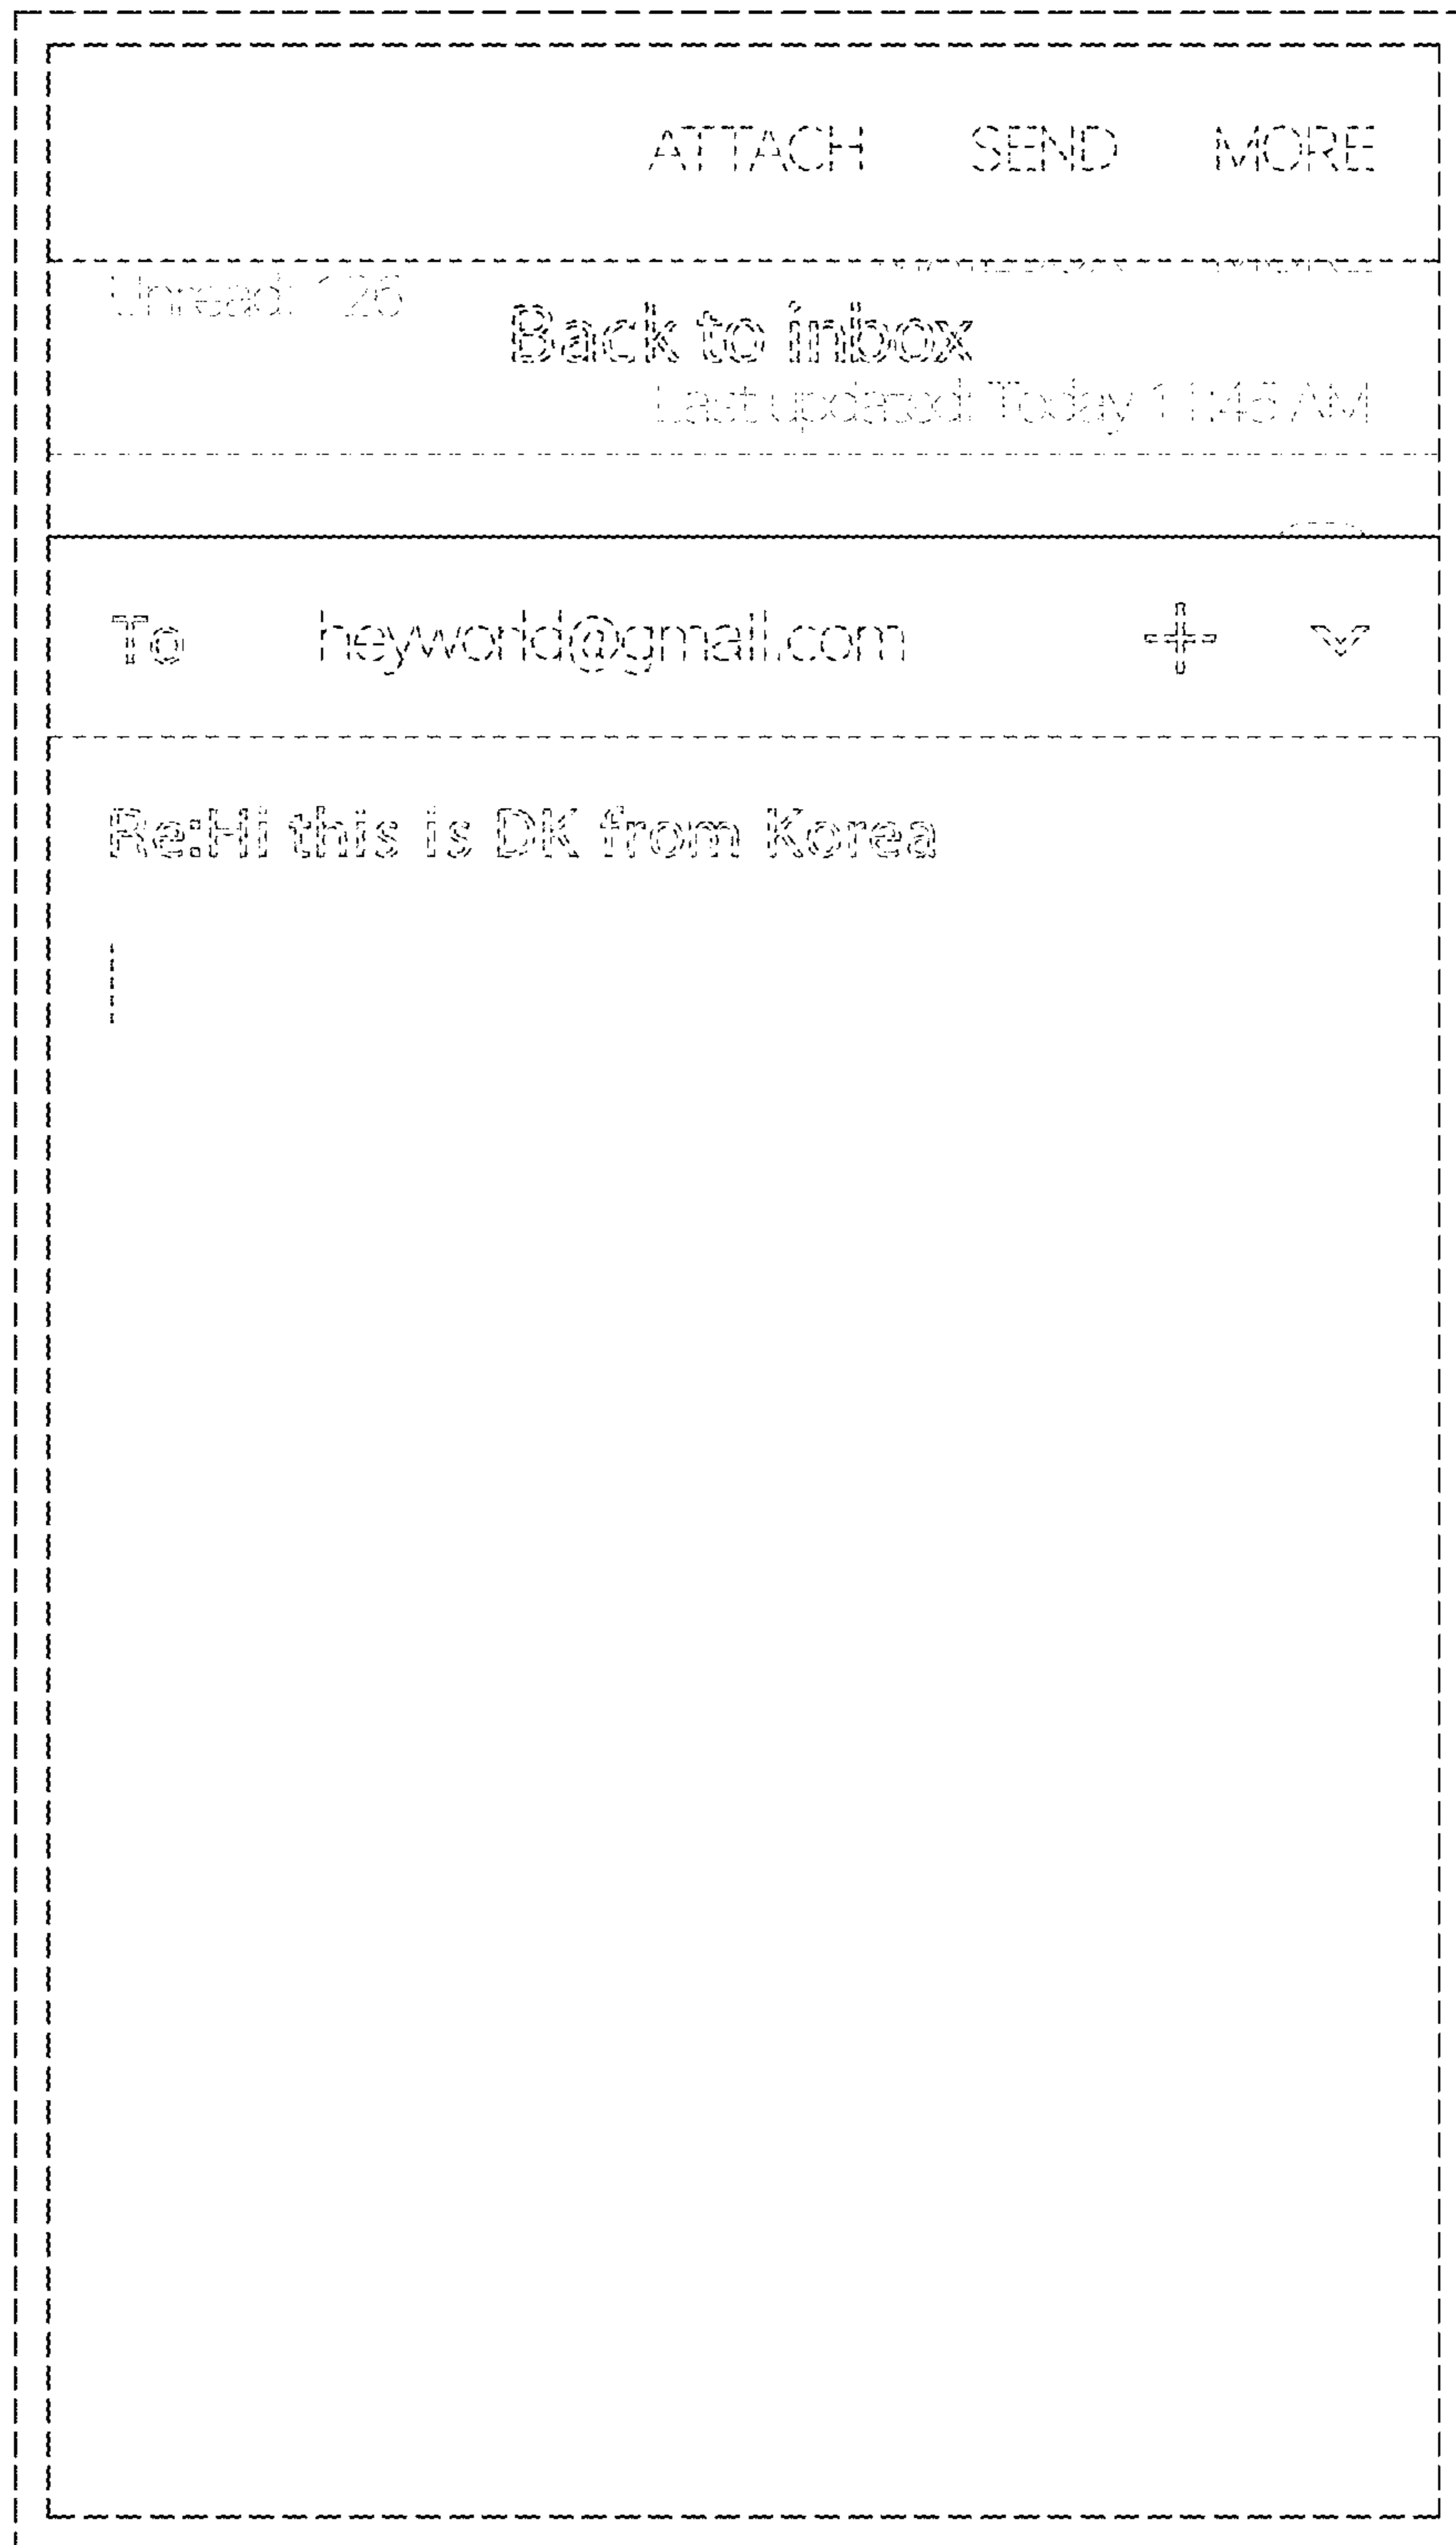 ATTACH SEND MORE
Unread: 126
Back to inbox
Last updated: Today 11:45 AM
To heyworld@gmail.com
Re:Hi this is DK from Korea